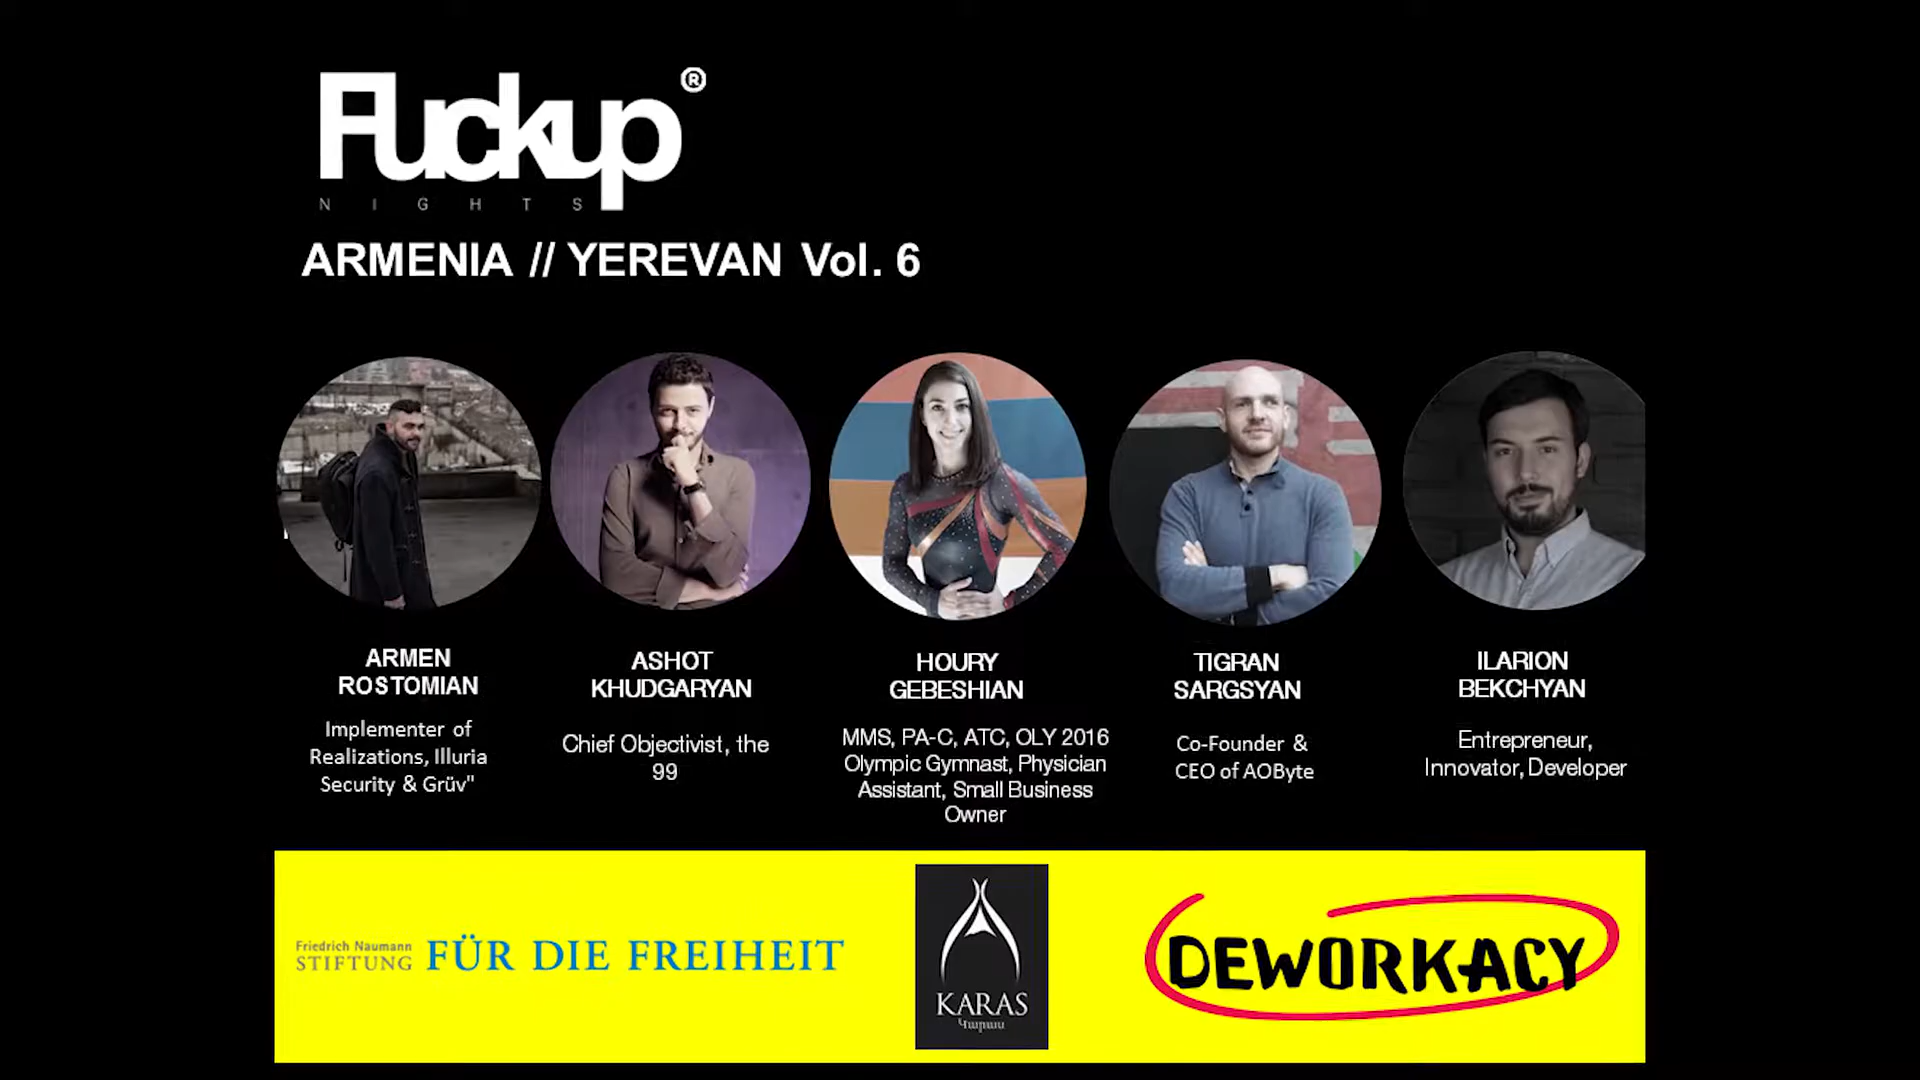 Fuckup®
NIGHTS
ARMENIA // YEREVAN Vol. 6
ARMEN
ROSTOMIAN
Implementer of
Realizations, Illuria
Security & Grüv"
ASHOT
KHUDGARYAN
Chief Objectivist, the
99
HOURY
GEBESHIAN
MMS, PA-C, ATC, OLY 2016
Olympic Gymnast, Physician
Assistant, Small Business
Owner
TIGRAN
SARGSYAN
Co-Founder &
CEO of AOByte
ILARION
BEKCHYAN
Entrepreneur,
Innovator, Developer
Friedrich Naumann
STIFTUNG FÜR DIE FREIHEIT
KARAS
Կարաս
DEWORKACY